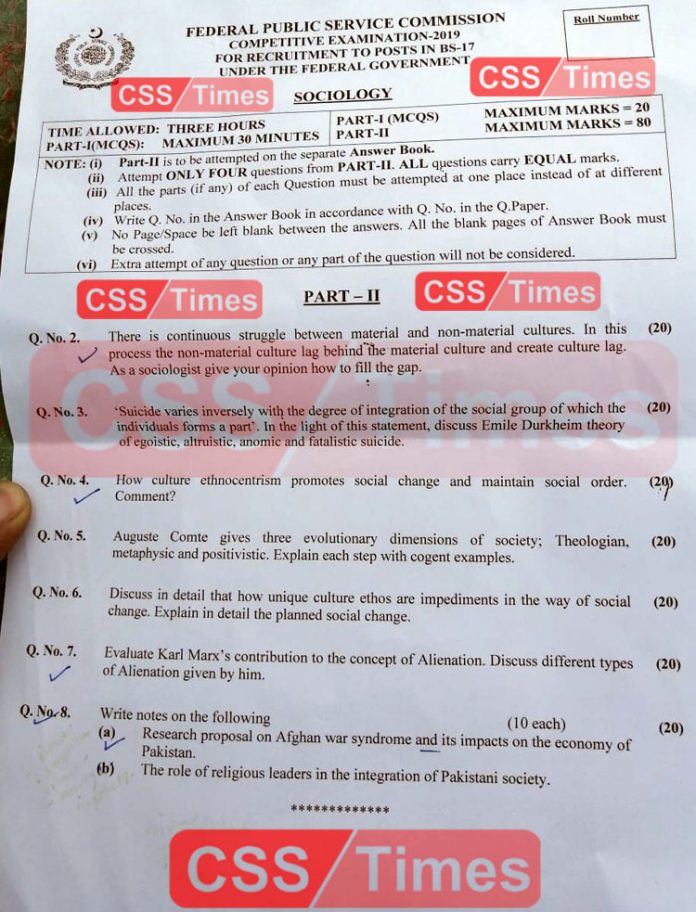 FEDERAL PUBLIC SERVICE COMMISSION
COMPETITIVE EXAMINATION-2019
FOR RECRUITMENT TO POSTS IN BS-17
UNDER THE FEDERAL GOVERNMENT
Roll Number
CSS Times
CSS Times
SOCIOLOGY
TIME ALLOWED: THREE HOURS
PART-I(MCQS): MAXIMUM 30 MINUTES
PART-I (MCQS) MAXIMUM MARKS = 20
PART-II MAXIMUM MARKS = 80
NOTE: (i) Part-II is to be attempted on the separate Answer Book.
(ii) Attempt ONLY FOUR questions from PART-II. ALL questions carry EQUAL marks.
(iii) All the parts (if any) of each Question must be attempted at one place instead of at different
places.
(iv) Write Q. No. in the Answer Book in accordance with Q. No. in the Q.Paper.
(v) No Page/Space be left blank between the answers. All the blank pages of Answer Book must
be crossed.
(vi) Extra attempt of any question or any part of the question will not be considered.
CSS Times
PART – II
CSS Times
Q. No. 2. There is continuous struggle between material and non-material cultures. In this (20)
process the non-material culture lag behind the material culture and create culture lag.
As a sociologist give your opinion how to fill the gap.
CSS Times
Q. No. 3. ‘Suicide varies inversely with the degree of integration of the social group of which the (20)
individuals forms a part’. In the light of this statement, discuss Emile Durkheim theory
of egoistic, altruistic, anomic and fatalistic suicide.
Q. No. 4. How culture ethnocentrism promotes social change and maintain social order. (20)
Comment?
Q. No. 5. Auguste Comte gives three evolutionary dimensions of society; Theologian, (20)
metaphysic and positivistic. Explain each step with cogent examples.
Q. No. 6. Discuss in detail that how unique culture ethos are impediments in the way of social (20)
change. Explain in detail the planned social change.
Q. No. 7. Evaluate Karl Marx’s contribution to the concept of Alienation. Discuss different types (20)
of Alienation given by him.
Q. No. 8. Write notes on the following (10 each) (20)
(a) Research proposal on Afghan war syndrome and its impacts on the economy of
Pakistan.
(b) The role of religious leaders in the integration of Pakistani society.
*************
CSS Times